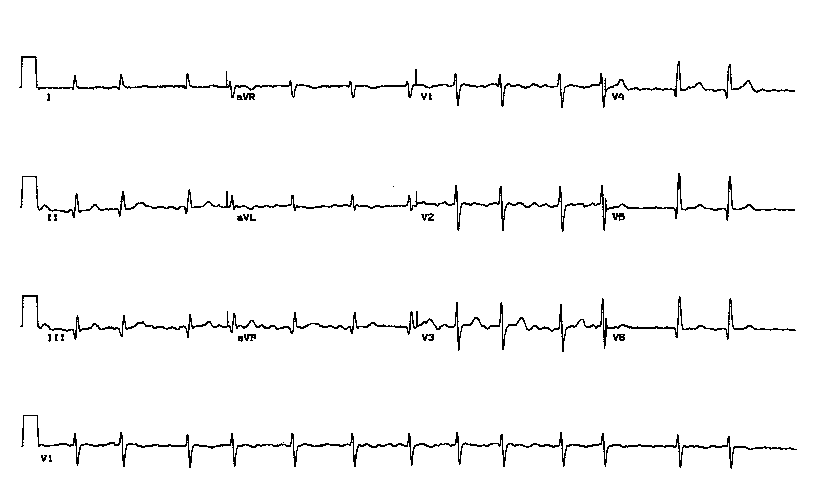 I aVR V1 V4
II aVL V2 V5
III aVF V3 V6
V1